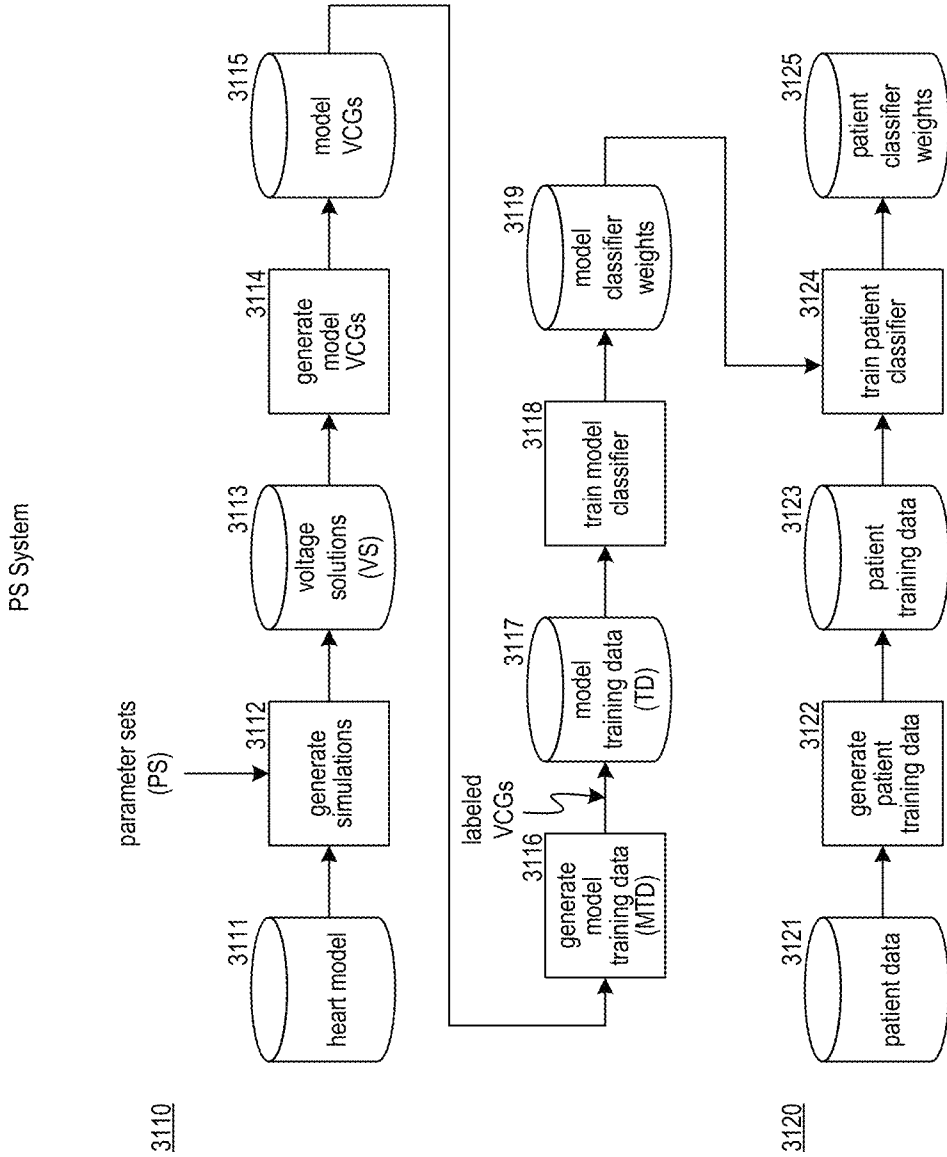 PS System
3110
parameter sets
(PS)
3111
heart model
3112
generate
simulations
3113
voltage
solutions
(VS)
3114
generate
model
VCGs
3115
model
VCGs
3116
generate
model
training data
(MTD)
labeled
VCGs
3117
model
training data
(TD)
3118
train model
classifier
3119
model
classifier
weights
3120
3121
patient data
3122
generate
patient
training data
3123
patient
training data
3124
train patient
classifier
3125
patient
classifier
weights